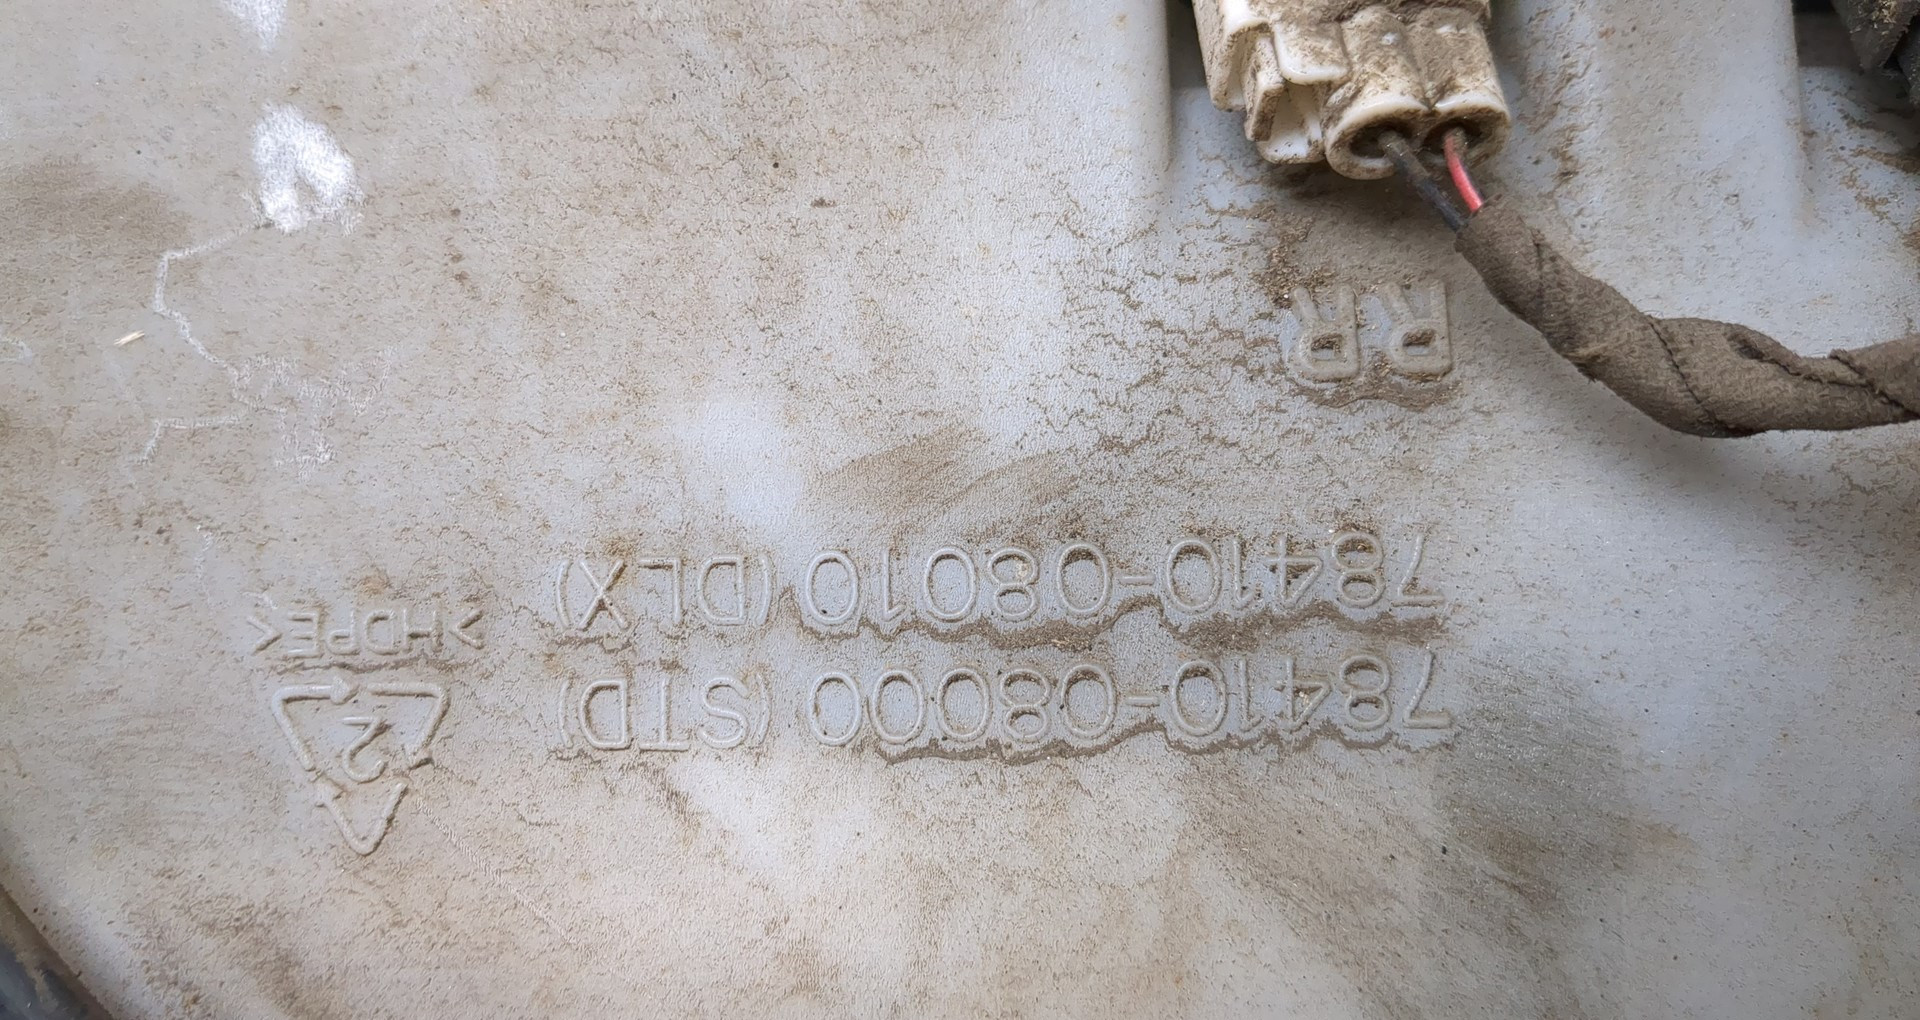 78410-08000 (STD)
78410-08010 (DLX)
2
>HDPE<
RR